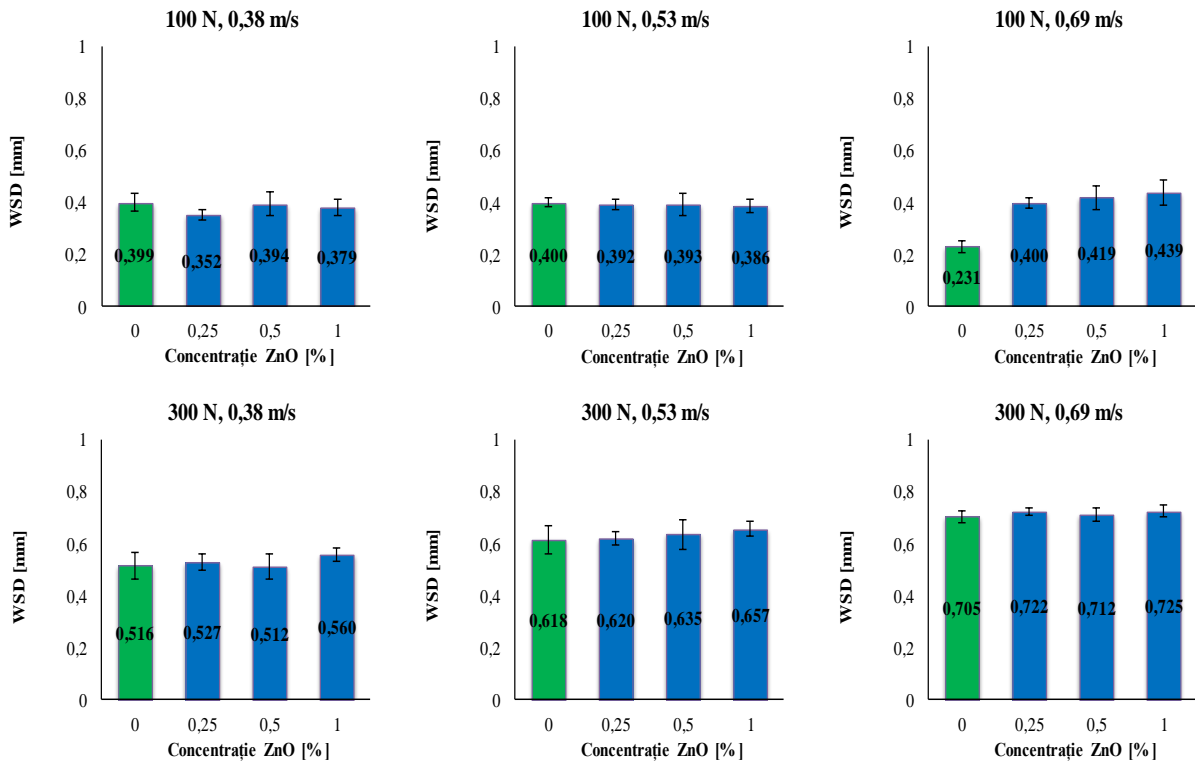 100 N, 0,38 m/s
WSD [mm]
1
0,8
0,6
0,4
0,2
0
0,399
0,352
0,394
0,379
0 0,25 0,5 1
Concentrație ZnO [%]
100 N, 0,53 m/s
WSD [mm]
1
0,8
0,6
0,4
0,2
0
0,400
0,392
0,393
0,386
0 0,25 0,5 1
Concentrație ZnO [%]
100 N, 0,69 m/s
WSD [mm]
1
0,8
0,6
0,4
0,2
0
0,231
0,400
0,419
0,439
0 0,25 0,5 1
Concentrație ZnO [%]
300 N, 0,38 m/s
WSD [mm]
1
0,8
0,6
0,4
0,2
0
0,516
0,527
0,512
0,560
0 0,25 0,5 1
Concentrație ZnO [%]
300 N, 0,53 m/s
WSD [mm]
1
0,8
0,6
0,4
0,2
0
0,618
0,620
0,635
0,657
0 0,25 0,5 1
Concentrație ZnO [%]
300 N, 0,69 m/s
WSD [mm]
1
0,8
0,6
0,4
0,2
0
0,705
0,722
0,712
0,725
0 0,25 0,5 1
Concentrație ZnO [%]